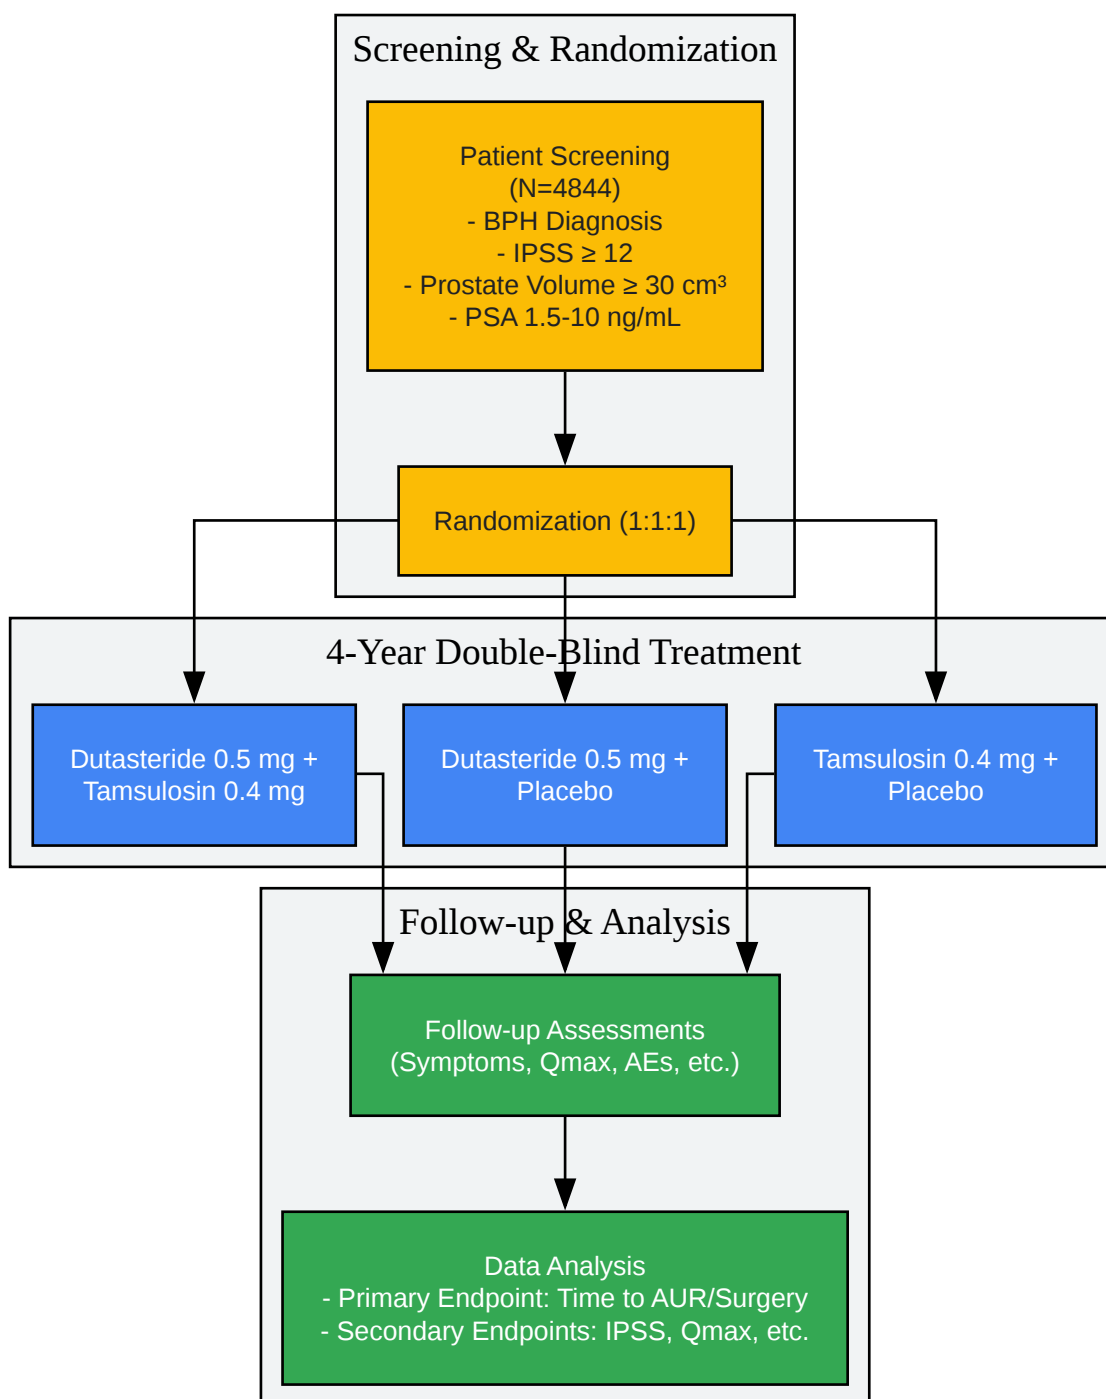 Screening & Randomization
Patient Screening
(N=4844)
- BPH Diagnosis
- IPSS ≥ 12
- Prostate Volume ≥ 30 cm³
- PSA 1.5-10 ng/mL
Randomization (1:1:1)
4-Year Double-Blind Treatment
Dutasteride 0.5 mg +
Tamsulosin 0.4 mg
Dutasteride 0.5 mg +
Placebo
Tamsulosin 0.4 mg +
Placebo
Follow-up & Analysis
Follow-up Assessments
(Symptoms, Qmax, AEs, etc.)
Data Analysis
- Primary Endpoint: Time to AUR/Surgery
- Secondary Endpoints: IPSS, Qmax, etc.